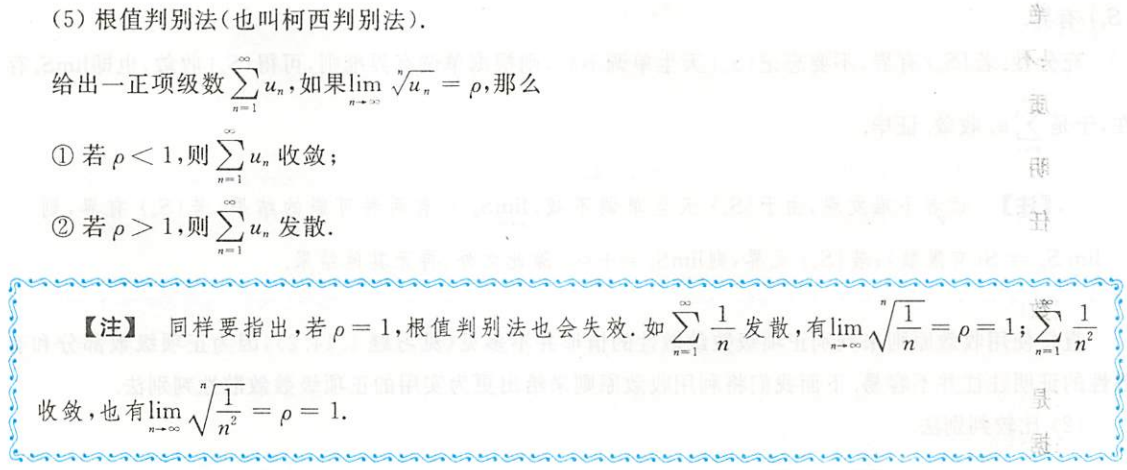 (5) 根值判别法(也叫柯西判别法).
给出一正项级数$\sum_{n=1}^{\infty} u_n$,如果$\lim_{n\to\infty} \sqrt[n]{u_n} = \rho$,那么
① 若 $\rho < 1$,则$\sum_{n=1}^{\infty} u_n$ 收敛;
② 若 $\rho > 1$,则$\sum_{n=1}^{\infty} u_n$ 发散.
【注】 同样要指出,若 $\rho = 1$,根值判别法也会失效.如$\sum_{n=1}^{\infty} \frac{1}{n}$ 发散,有$\lim_{n\to\infty} \sqrt[n]{\frac{1}{n}} = \rho = 1$;$\sum_{n=1}^{\infty} \frac{1}{n^2}$
收敛,也有$\lim_{n\to\infty} \sqrt[n]{\frac{1}{n^2}} = \rho = 1$.